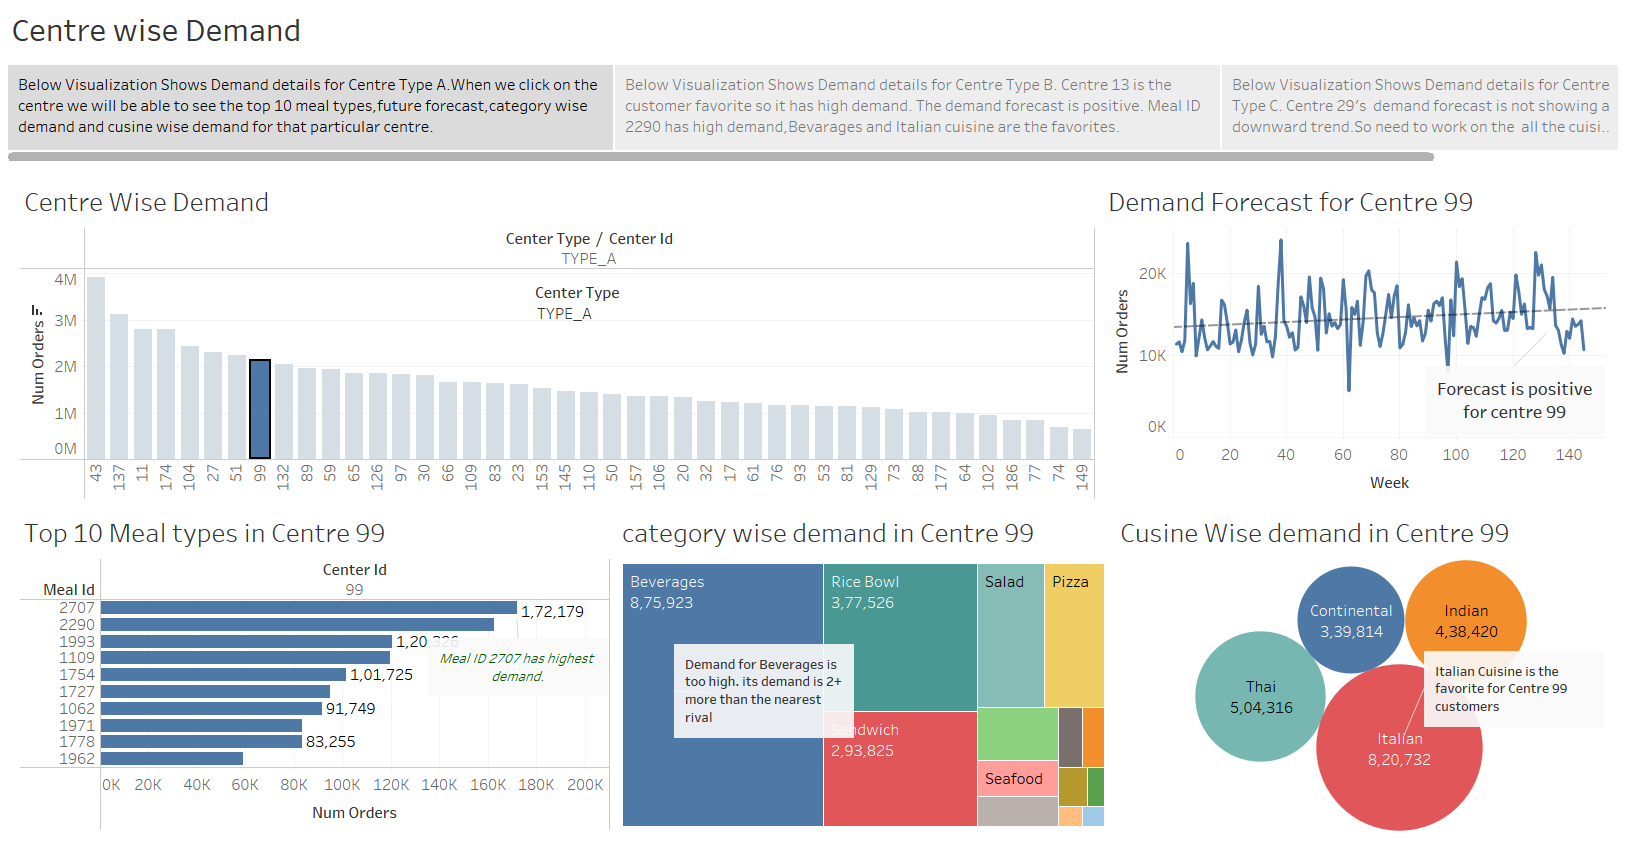 Centre wise Demand
Below Visualization Shows Demand details for Centre Type A.When we click on the
centre we will be able to see the top 10 meal types,future forecast,category wise
demand and cusine wise demand for that particular centre.
Below Visualization Shows Demand details for Centre Type B. Centre 13 is the
customer favorite so it has high demand. The demand forecast is positive. Meal ID
2290 has high demand,Bevarages and Italian cuisine are the favorites.
Below Visualization Shows Demand details for Centre
Type C. Centre 29's demand forecast is not showing a
downward trend.So need to work on the all the cuisi..
Centre Wise Demand
Center Type / Center Id
TYPE_A
Center Type
TYPE_A
Num Orders
4M
3M
2M
1M
0M
43 137 11 174 104 27 51 99 132 89 59 65 126 97 30 66 109 83 23 153 145 110 50 157 106 20 32 17 61 76 93 53 81 129 73 88 177 64 102 186 77 74 149
Demand Forecast for Centre 99
Num Orders
20K
10K
0K
Forecast is positive
for centre 99
0 20 40 60 80 100 120 140
Week
Top 10 Meal types in Centre 99
Center Id
Meal Id
99
2707 1,72,179
2290
1993 1,20,326
1109
1754 1,01,725
1727
1062 91,749
1971
1778 83,255
1962
Meal ID 2707 has highest
demand.
0K 20K 40K 60K 80K 100K 120K 140K 160K 180K 200K
Num Orders
category wise demand in Centre 99
Beverages
8,75,923
Rice Bowl
3,77,526
Salad
Pizza
Demand for Beverages is
too high. its demand is 2+
more than the nearest
rival
Sandwich
2,93,825
Seafood
Cusine Wise demand in Centre 99
Continental
3,39,814
Indian
4,38,420
Thai
5,04,316
Italian Cuisine is the
favorite for Centre 99
customers
Italian
8,20,732